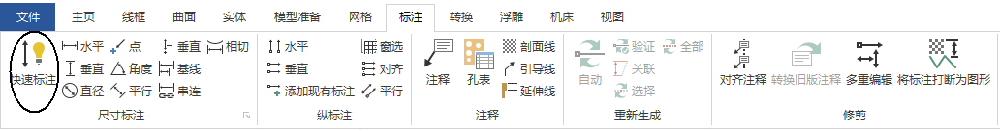 文件 主页 线框 曲面 实体 模型准备 网格 标注 转换 浮雕 机床 视图
快速标注 水平 点 垂直 相切 水平 窗选 注释 孔表 剖面线 自动 验证 全部 对齐注释 转换旧版注释 多重编辑 将标注打断为图形
垂直 角度 基线 垂直 对齐 引导线 关联
直径 平行 串连 添加现有标注 平行 延伸线 选择
尺寸标注 纵标注 注释 重新生成 修剪